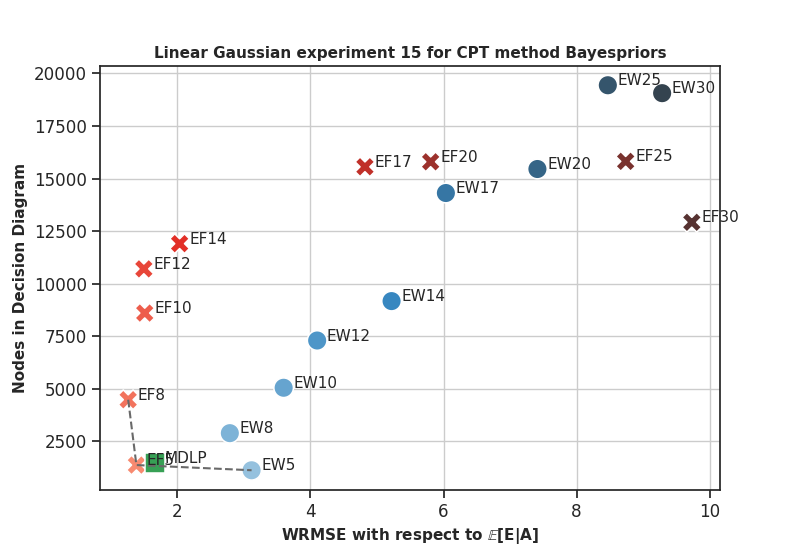 Linear Gaussian experiment 15 for CPT method Bayespriors
Nodes in Decision Diagram
20000
17500
15000
12500
10000
7500
5000
2500
EW25
EW30
EF17
EF20
EW20
EF25
EW17
EF30
EF14
EF12
EF10
EW14
EW12
EW10
EF8
EW8
EF5
MDLP
EW5
2
4
6
8
10
WRMSE with respect to 𝔼[E|A]